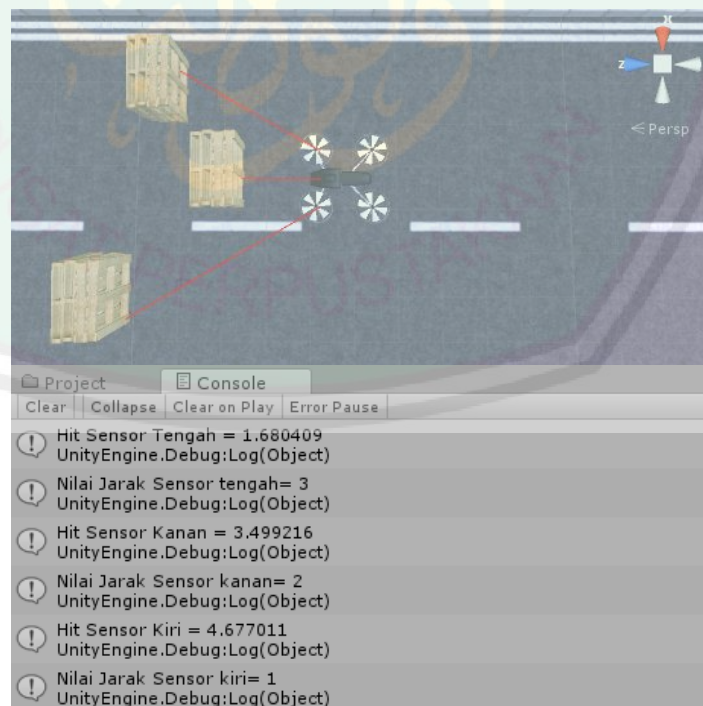 x
z
< Persp
PUSTAKAAN
Project
Console
Clear
Collapse
Clear on Play
Error Pause
Hit Sensor Tengah = 1.680409
UnityEngine.Debug:Log(Object)
Nilai Jarak Sensor tengah= 3
UnityEngine.Debug:Log(Object)
Hit Sensor Kanan = 3.499216
UnityEngine.Debug:Log(Object)
Nilai Jarak Sensor kanan= 2
UnityEngine.Debug:Log(Object)
Hit Sensor Kiri = 4.677011
UnityEngine.Debug:Log(Object)
Nilai Jarak Sensor kiri= 1
UnityEngine.Debug:Log(Object)